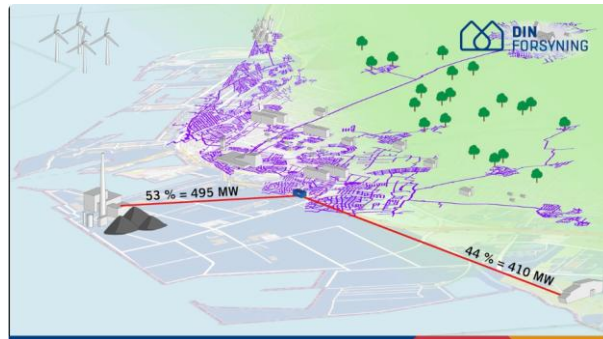 DIN
FORSYNING
53 % = 495 MW
44 % = 410 MW